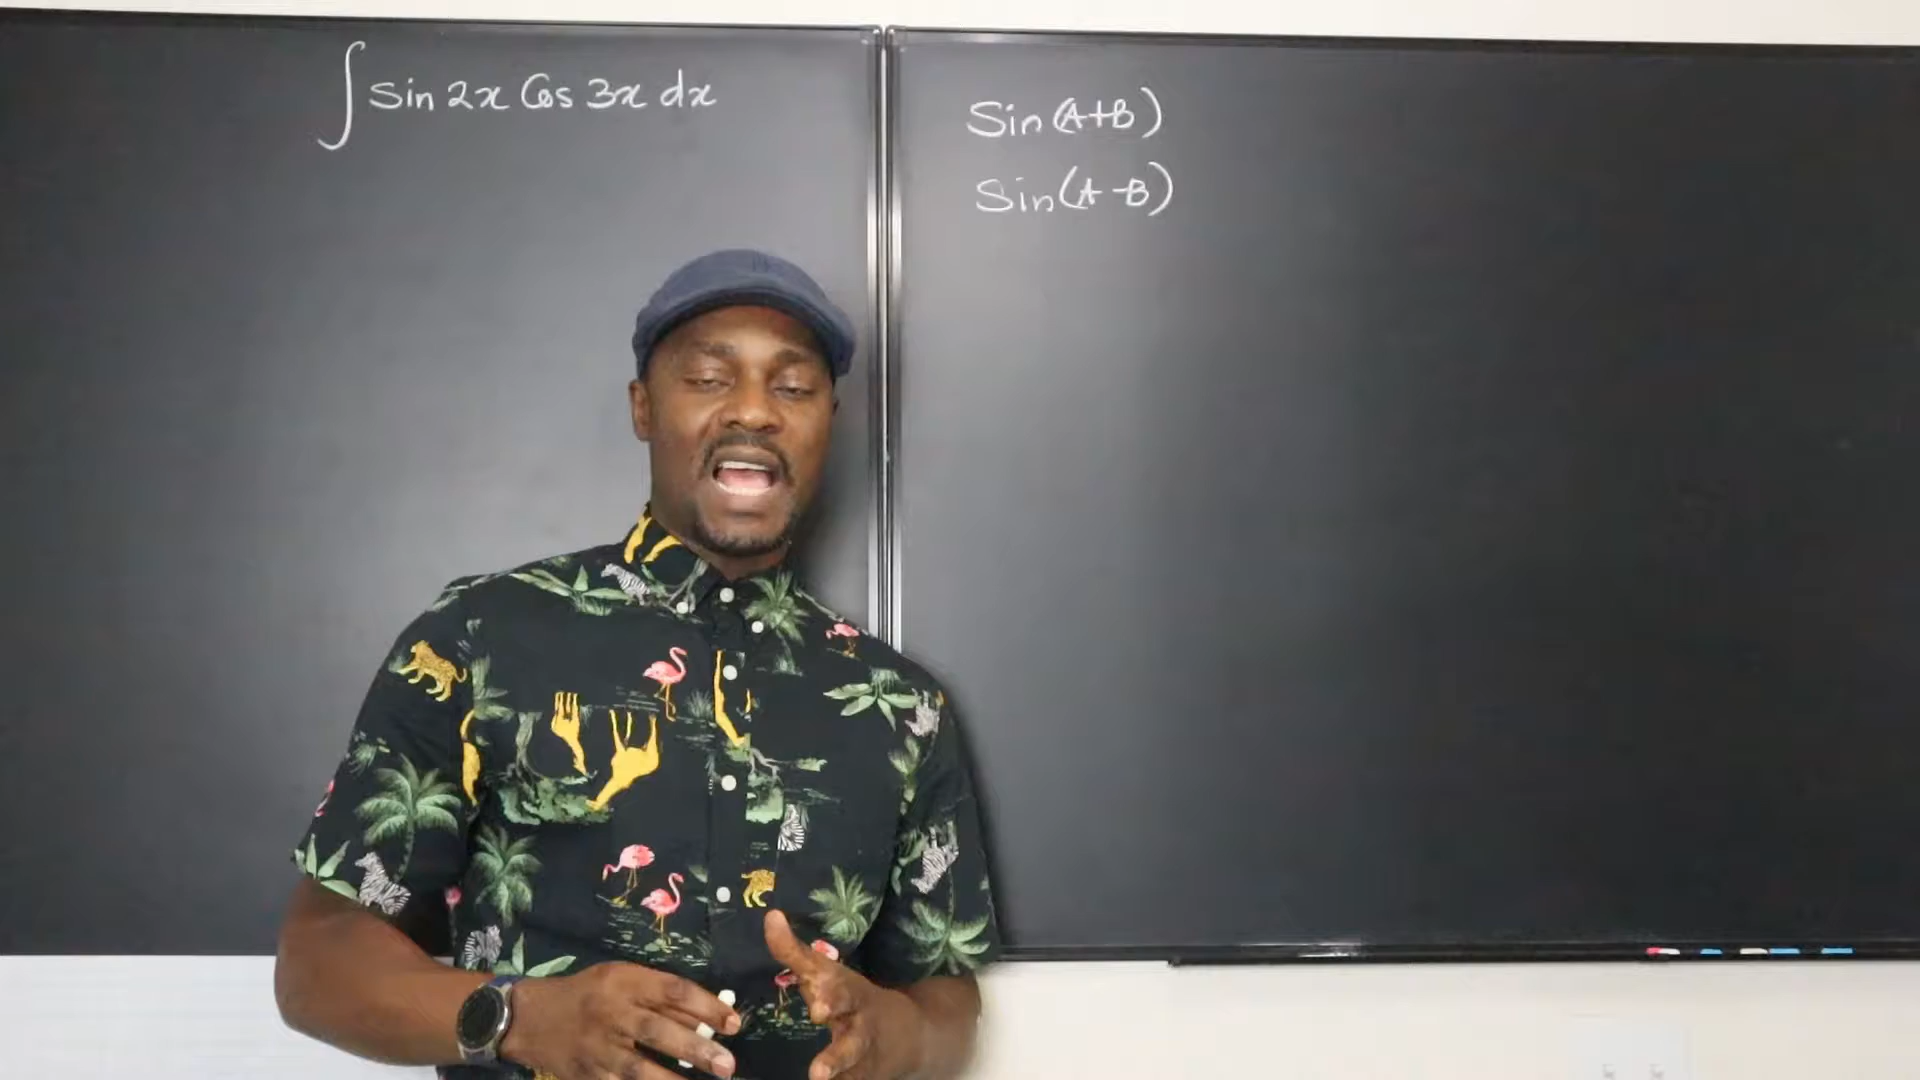 ∫ Sin 2x Cos 3x dx
Sin (A+B)
Sin (A-B)